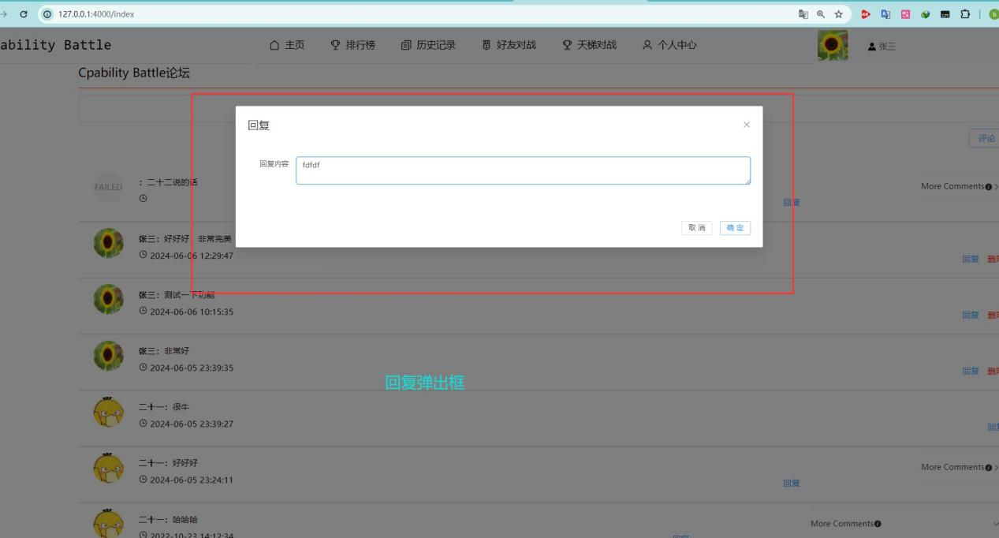 127.0.0.1:4000/index
ability Battle
主页
排行榜
历史记录
好友对战
天梯对战
个人中心
张三
Cpability Battle论坛
评论
回复
回复内容
fdfdf
取消
确定
FAILED
：二十二说的话
More Comments
回复
张三：好好好，非常完美
2024-06-06 12:29:47
回复
张三：测试一下功能
2024-06-06 10:15:35
回复
张三：非常好
2024-06-05 23:39:35
回复
回复弹出框
二十一：很牛
2024-06-05 23:39:27
二十一：好好好
2024-06-05 23:24:11
More Comments
回复
二十一：哈哈哈
2022-10-23 14:12:34
More Comments